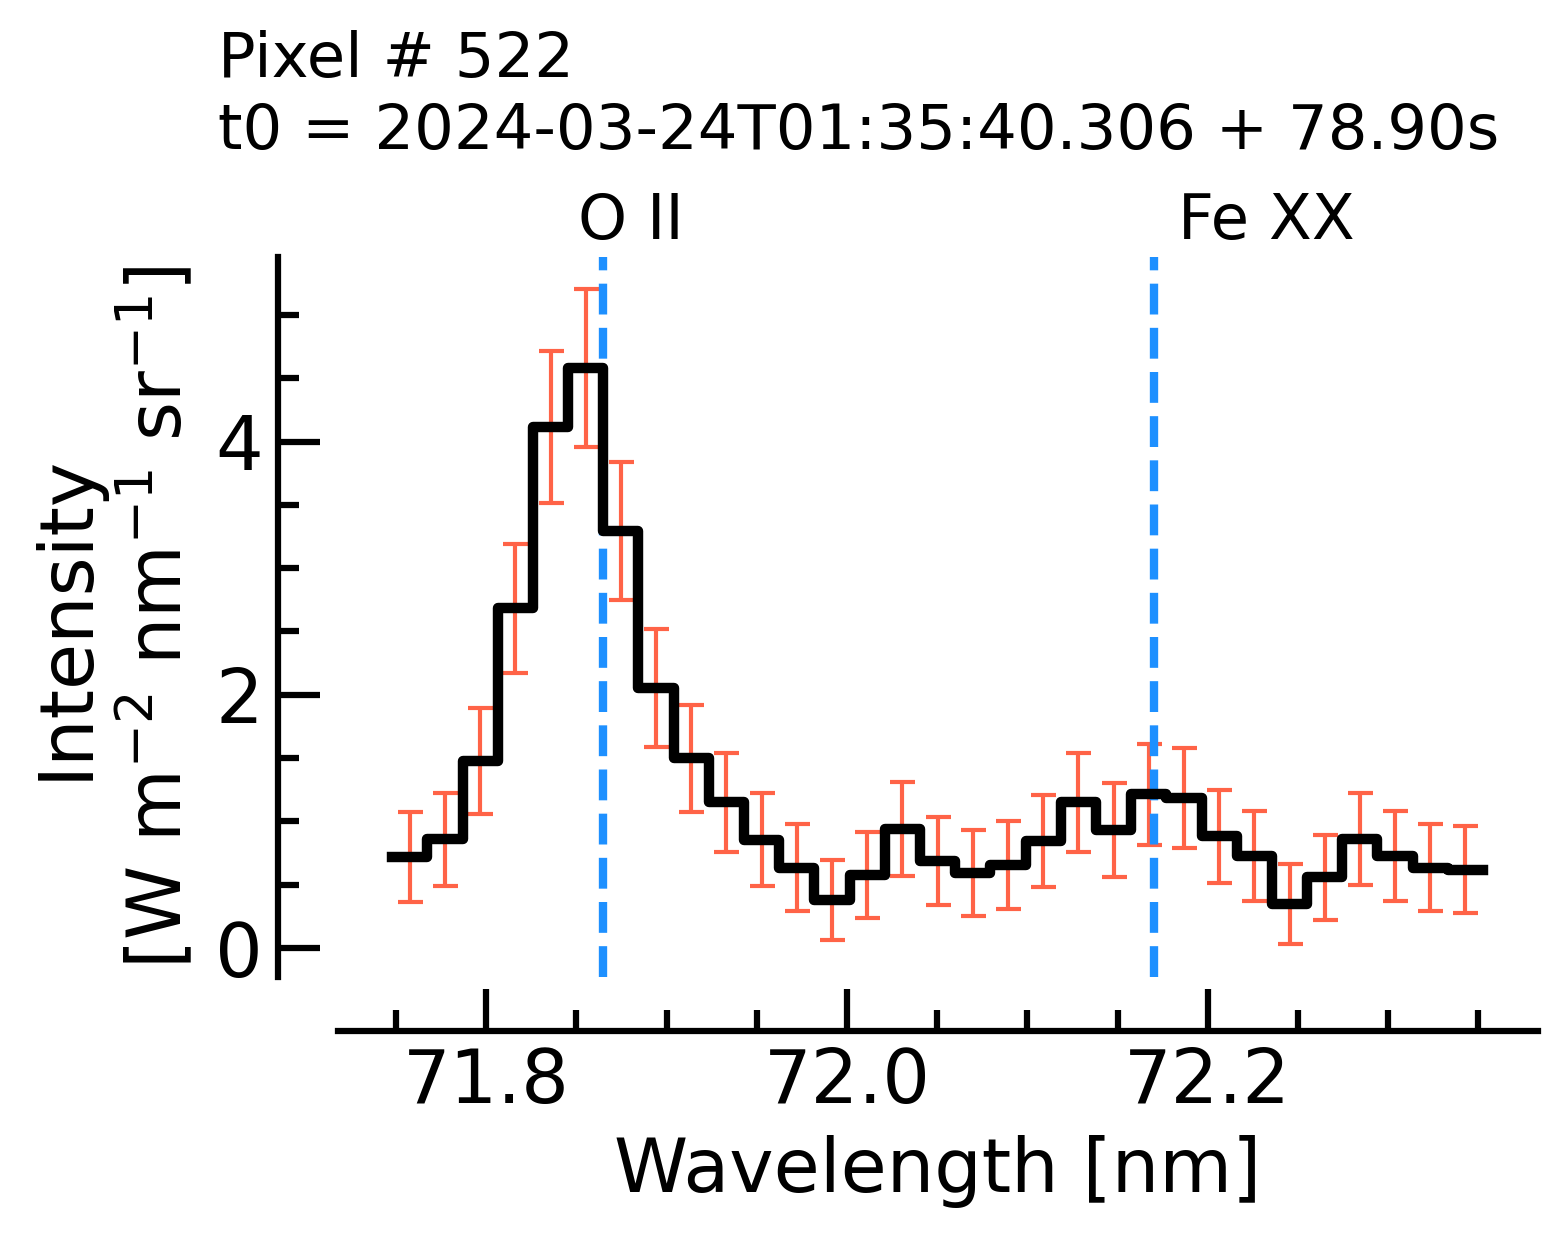 Pixel # 522
t0 = 2024-03-24T01:35:40.306 + 78.90s
O II Fe XX
Intensity
[W m⁻² nm⁻¹ sr⁻¹]
4
2
0
71.8 72.0 72.2
Wavelength [nm]